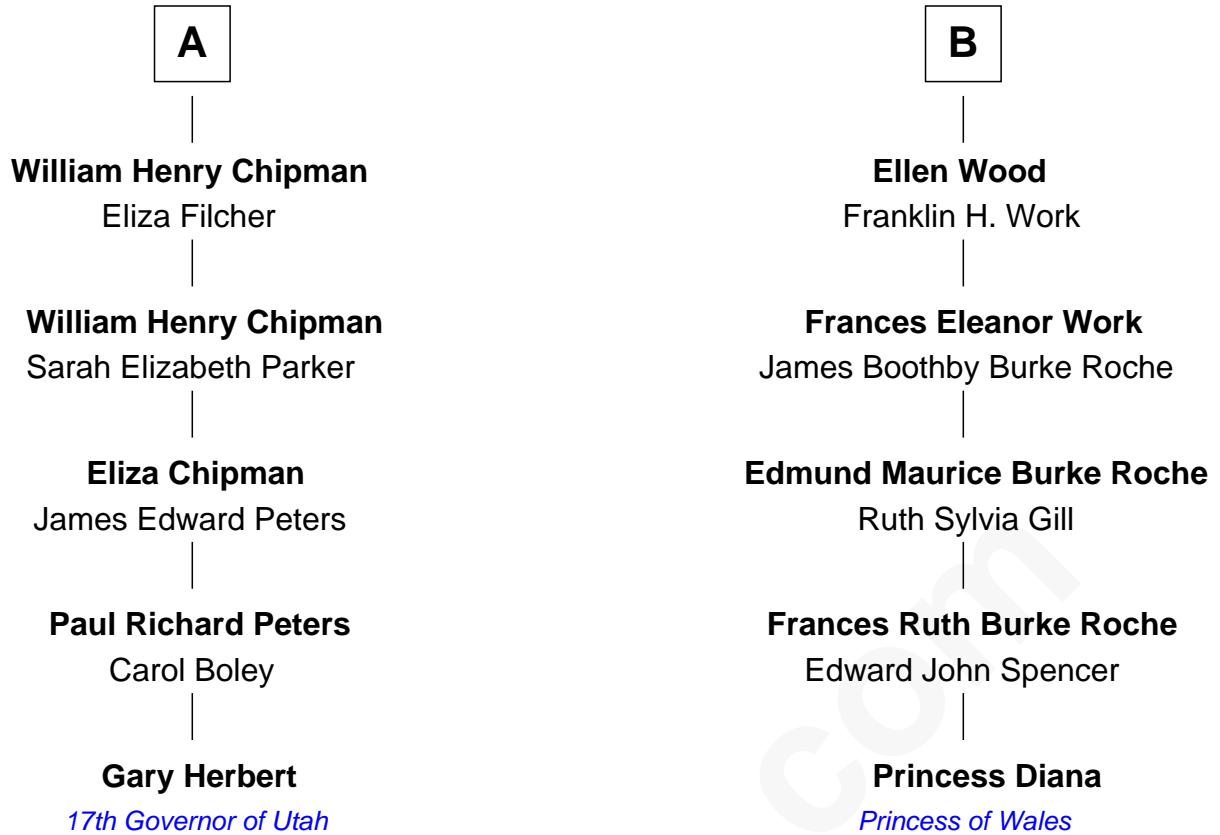 A
William Henry Chipman
Eliza Filcher
William Henry Chipman
Sarah Elizabeth Parker
Eliza Chipman
James Edward Peters
Paul Richard Peters
Carol Boley
Gary Herbert
17th Governor of Utah
B
Ellen Wood
Franklin H. Work
Frances Eleanor Work
James Boothby Burke Roche
Edmund Maurice Burke Roche
Ruth Sylvia Gill
Frances Ruth Burke Roche
Edward John Spencer
Princess Diana
Princess of Wales
com